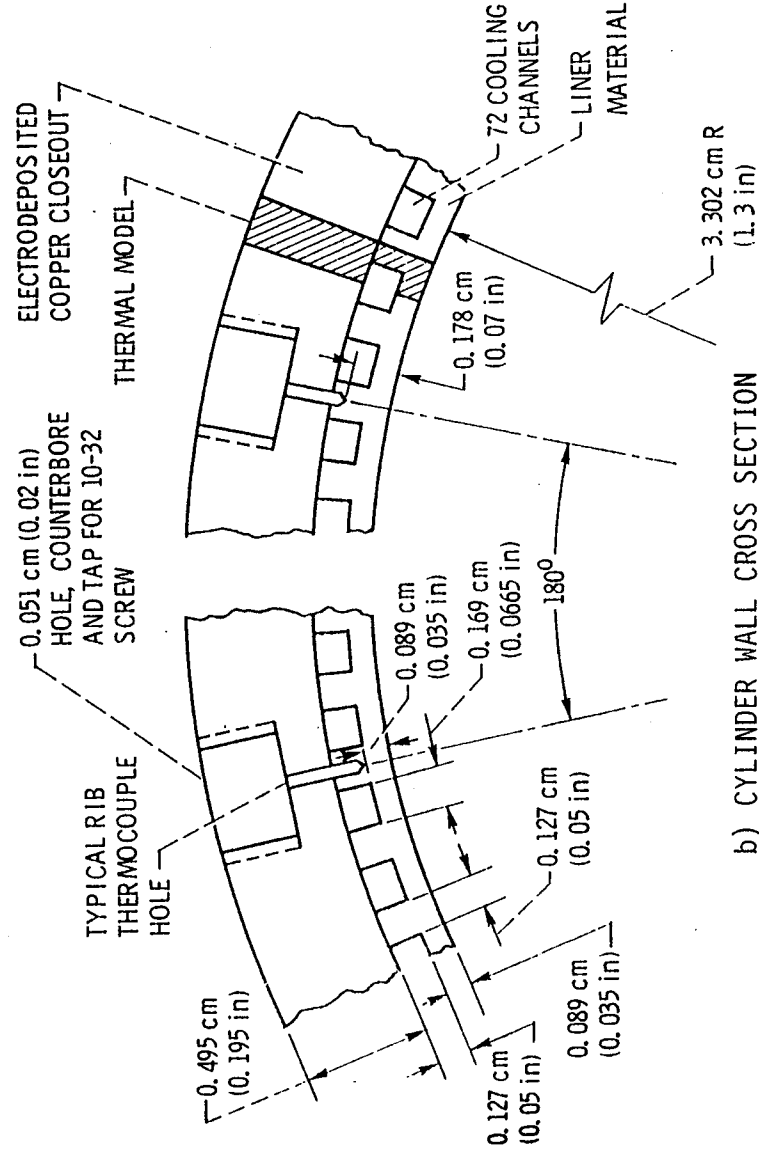 0.051 cm (0.02 in)
HOLE, COUNTERBORE
AND TAP FOR 10-32
SCREW
ELECTRODEPOSITED
COPPER CLOSEOUT
THERMAL MODEL
TYPICAL RIB
THERMOCOUPLE
HOLE
72 COOLING
CHANNELS
LINER
MATERIAL
0.495 cm
(0.195 in)
0.178 cm
(0.07 in)
0.089 cm
(0.035 in)
0.169 cm
(0.0665 in)
3.302 cm R
(1.3 in)
180°
0.127 cm
(0.05 in)
0.127 cm
(0.05 in)
0.089 cm
(0.035 in)
b) CYLINDER WALL CROSS SECTION